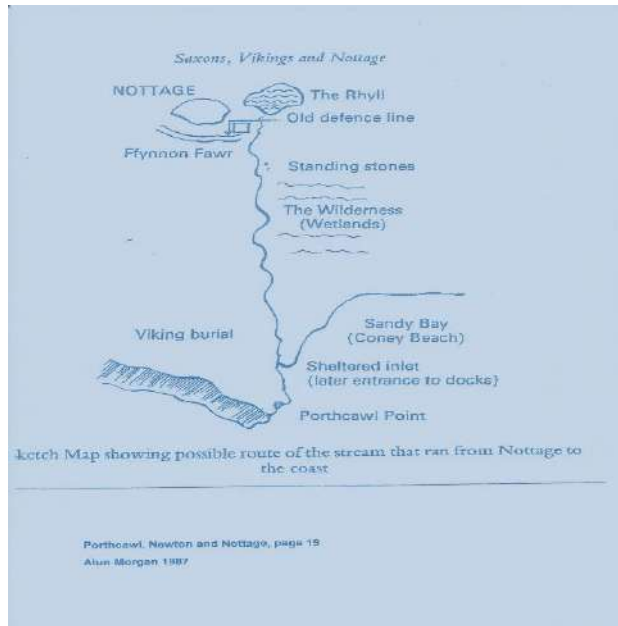 Saxons, Vikings and Nottage
NOTTAGE
The Rhyll
Old defence line
Ffynnon Fawr
Standing stones
The Wilderness
(Wetlands)
Sandy Bay
(Coney Beach)
Viking burial
Sheltered inlet
(later entrance to docks)
Porthcawl Point
ketch Map showing possible route of the stream that ran from Nottage to
the coast
Porthcawl, Newton and Nottage, page 19
Alun Morgan 1987